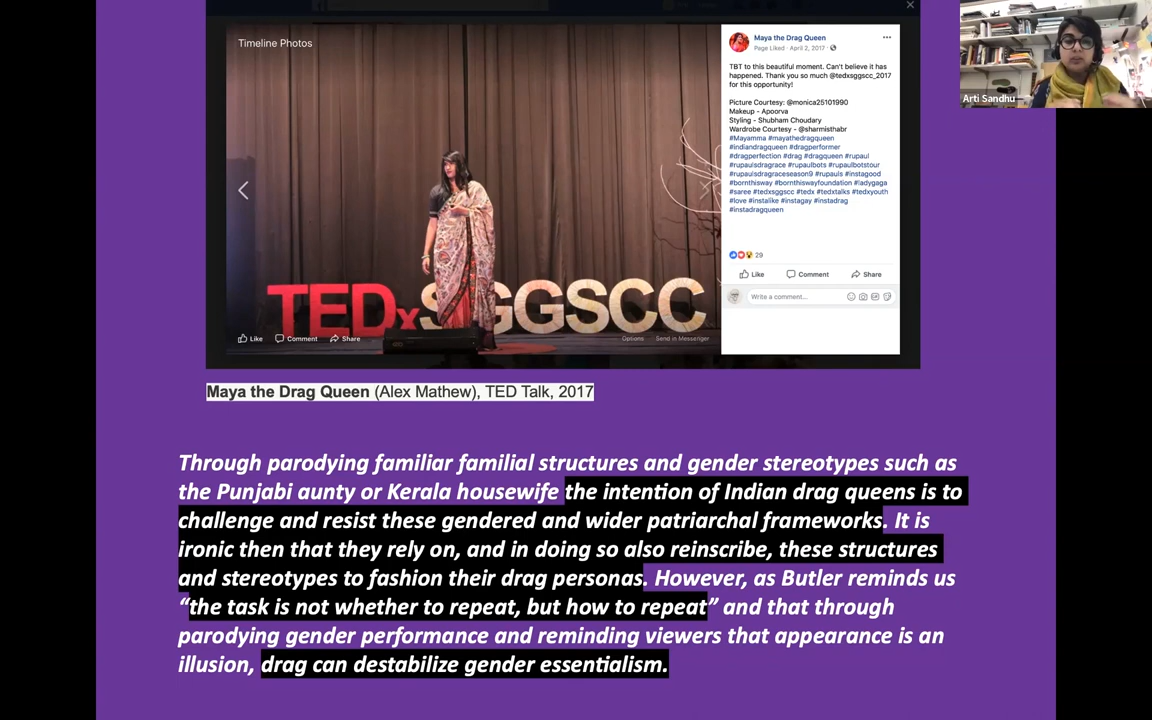 Timeline Photos
TEDxSGGSCC
Like Comment Share
Options Send in Messenger
Maya the Drag Queen
Page Liked · April 2, 2017 ·
TBT to this beautiful moment. Can't believe it has
happened. Thank you so much @tedxsggscc_2017
for this opportunity!
Picture Courtesy: @monica25101990
Makeup - Apoorva
Styling - Shubham Choudary
Wardrobe Courtesy - @sharmisthabr
#Mayamma #mayathedragqueen
#indiandragqueen #dragperformer
#dragperfection #drag #dragqueen #rupaul
#rupaulsdragrace #rupaulbots #rupaulbotstour
#rupaulsdragraceseason9 #rupauls #instagood
#bornthisway #bornthiswayfoundation #ladygaga
#saree #tedxsggscc #tedx #tedxtalks #tedxyouth
#love #instalike #instagay #instadrag
#instadragqueen
29
Like Comment Share
Write a comment...
Arti Sandhu
Maya the Drag Queen (Alex Mathew), TED Talk, 2017
Through parodying familiar familial structures and gender stereotypes such as
the Punjabi aunty or Kerala housewife the intention of Indian drag queens is to
challenge and resist these gendered and wider patriarchal frameworks. It is
ironic then that they rely on, and in doing so also reinscribe, these structures
and stereotypes to fashion their drag personas. However, as Butler reminds us
“the task is not whether to repeat, but how to repeat” and that through
parodying gender performance and reminding viewers that appearance is an
illusion, drag can destabilize gender essentialism.